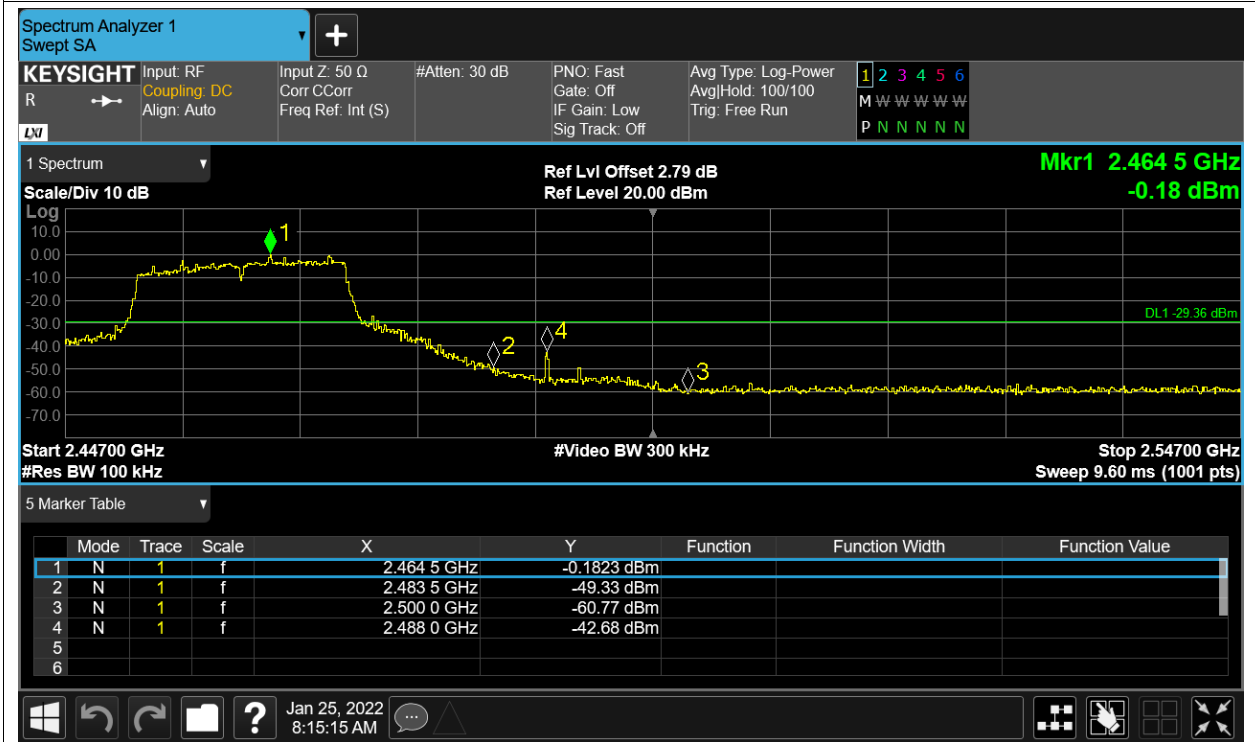 Spectrum Analyzer 1
Swept SA
+
KEYSIGHT Input: RF Input Z: 50 Ω #Atten: 30 dB PNO: Fast Avg Type: Log-Power 1 2 3 4 5 6
R Coupling: DC Corr CCorr Gate: Off Avg|Hold: 100/100 M W W W W W
Align: Auto Freq Ref: Int (S) IF Gain: Low Trig: Free Run
LXI Sig Track: Off P N N N N N
1 Spectrum Ref Lvl Offset 2.79 dB Mkr1 2.464 5 GHz
Scale/Div 10 dB Ref Level 20.00 dBm -0.18 dBm
Log
10.0
1
0.00
-10.0
-20.0
DL1 -29.36 dBm
-30.0
4
-40.0
2
-50.0
3
-60.0
-70.0
Start 2.44700 GHz #Video BW 300 kHz Stop 2.54700 GHz
#Res BW 100 kHz Sweep 9.60 ms (1001 pts)
5 Marker Table
Mode Trace Scale X Y Function Function Width Function Value
1 N 1 f 2.464 5 GHz -0.1823 dBm
2 N 1 f 2.483 5 GHz -49.33 dBm
3 N 1 f 2.500 0 GHz -60.77 dBm
4 N 1 f 2.488 0 GHz -42.68 dBm
5
6
? Jan 25, 2022
8:15:15 AM